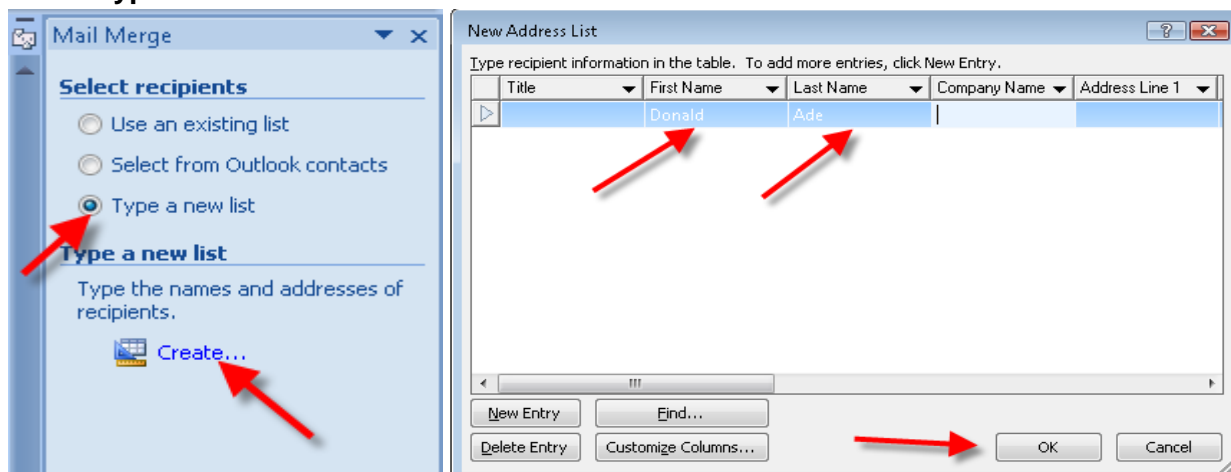 Mail Merge
Select recipients
Use an existing list
Select from Outlook contacts
Type a new list
Type a new list
Type the names and addresses of
recipients.
Create...
New Address List
Type recipient information in the table. To add more entries, click New Entry.
Title First Name Last Name Company Name Address Line 1
Donald Ade
New Entry Find...
Delete Entry Customize Columns... OK Cancel